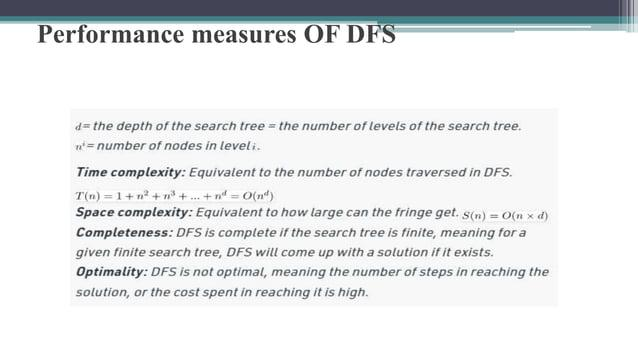 Performance measures OF DFS
d= the depth of the search tree = the number of levels of the search tree.
nⁱ= number of nodes in level i.
Time complexity: Equivalent to the number of nodes traversed in DFS.
T(n) = 1 + n² + n³ + ... + nᵈ = O(nᵈ)
Space complexity: Equivalent to how large can the fringe get. S(n) = O(n × d)
Completeness: DFS is complete if the search tree is finite, meaning for a
given finite search tree, DFS will come up with a solution if it exists.
Optimality: DFS is not optimal, meaning the number of steps in reaching the
solution, or the cost spent in reaching it is high.